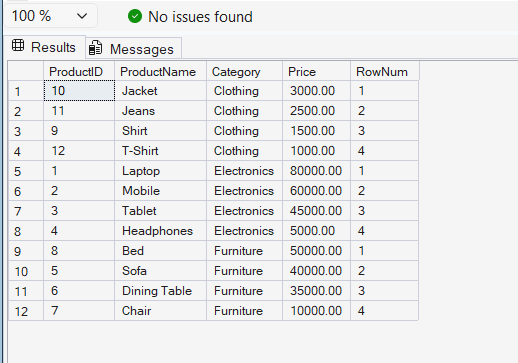 100 % No issues found
Results Messages
ProductID ProductName Category Price RowNum
1 10 Jacket Clothing 3000.00 1
2 11 Jeans Clothing 2500.00 2
3 9 Shirt Clothing 1500.00 3
4 12 T-Shirt Clothing 1000.00 4
5 1 Laptop Electronics 80000.00 1
6 2 Mobile Electronics 60000.00 2
7 3 Tablet Electronics 45000.00 3
8 4 Headphones Electronics 5000.00 4
9 8 Bed Furniture 50000.00 1
10 5 Sofa Furniture 40000.00 2
11 6 Dining Table Furniture 35000.00 3
12 7 Chair Furniture 10000.00 4